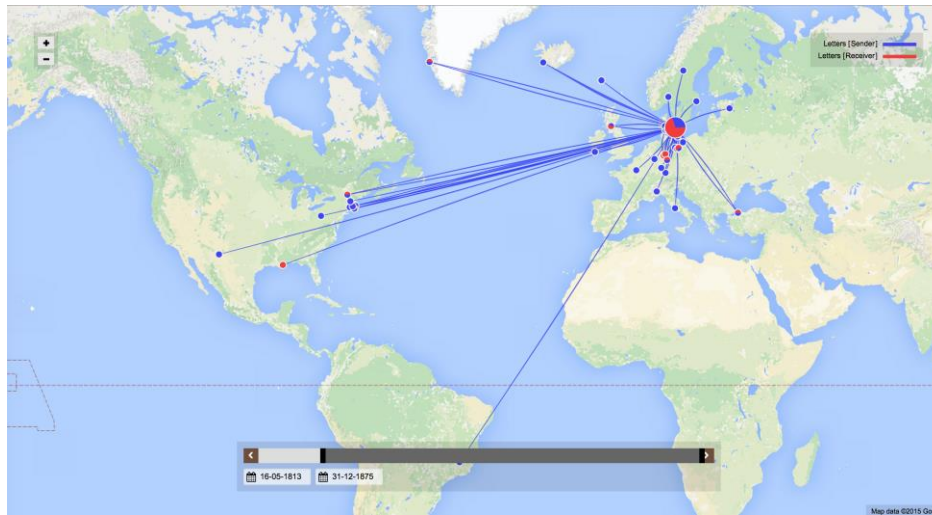 +
Letters [Sender]
Letters [Receiver]
−
16-05-1813 31-12-1875
Map data ©2015 Go